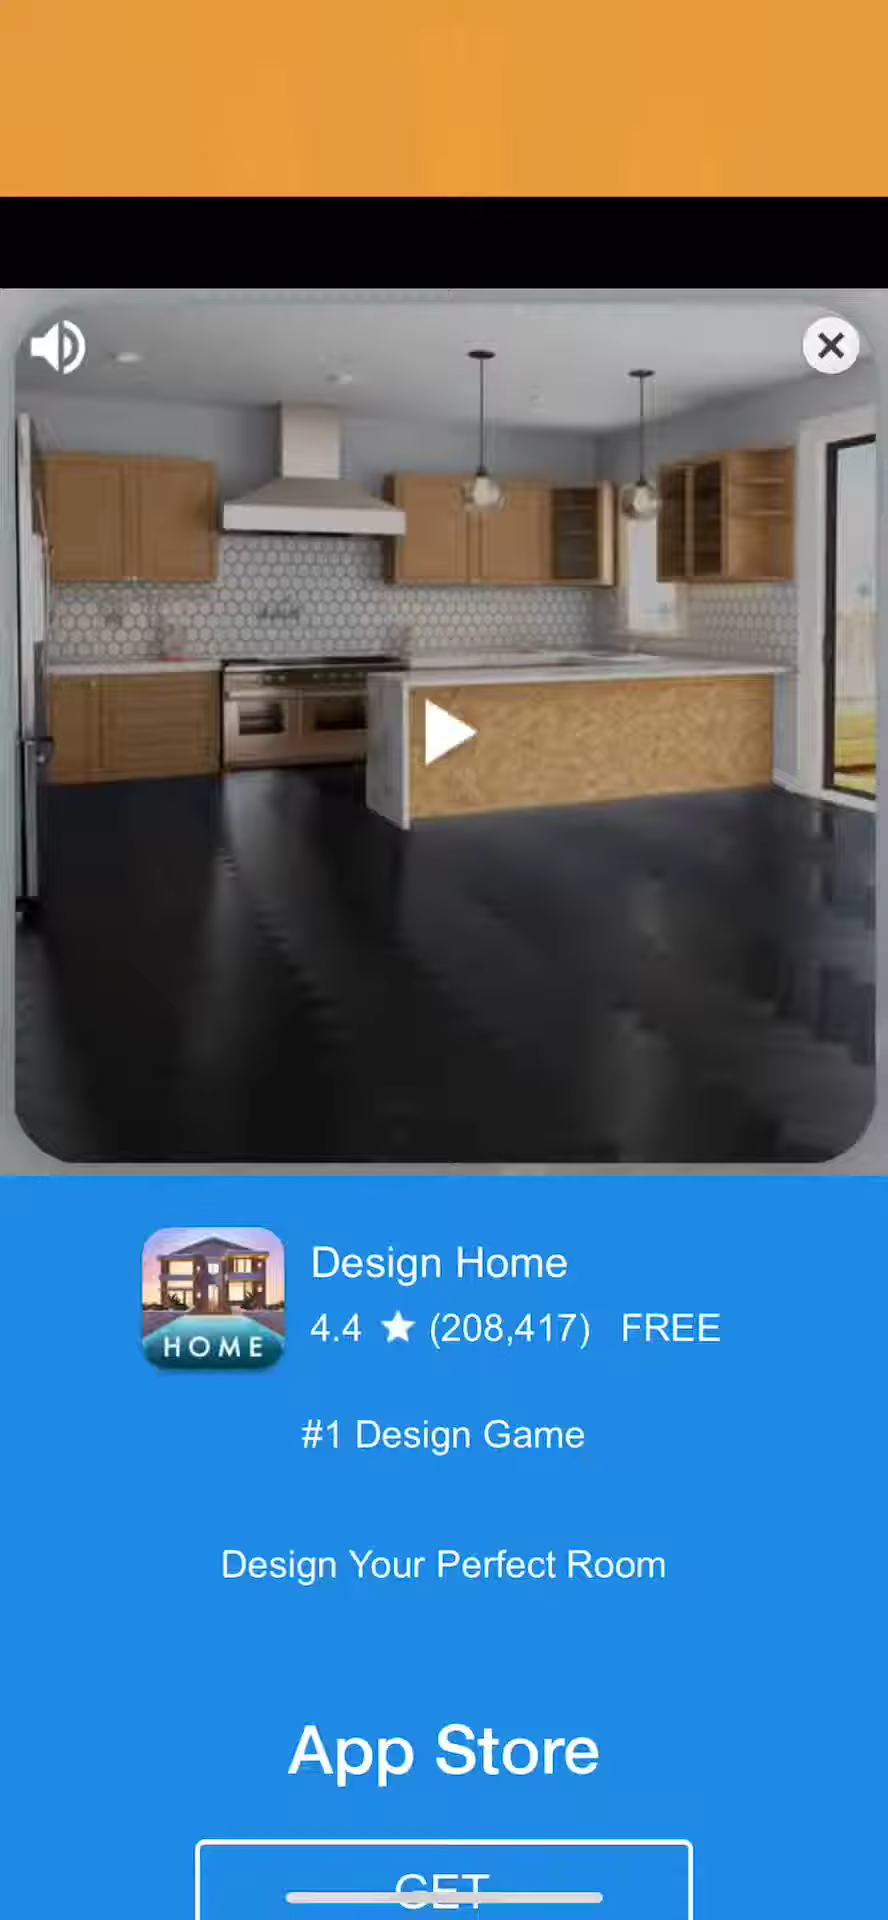 HOME
Design Home
4.4 ★ (208,417) FREE
#1 Design Game
Design Your Perfect Room
App Store
GET